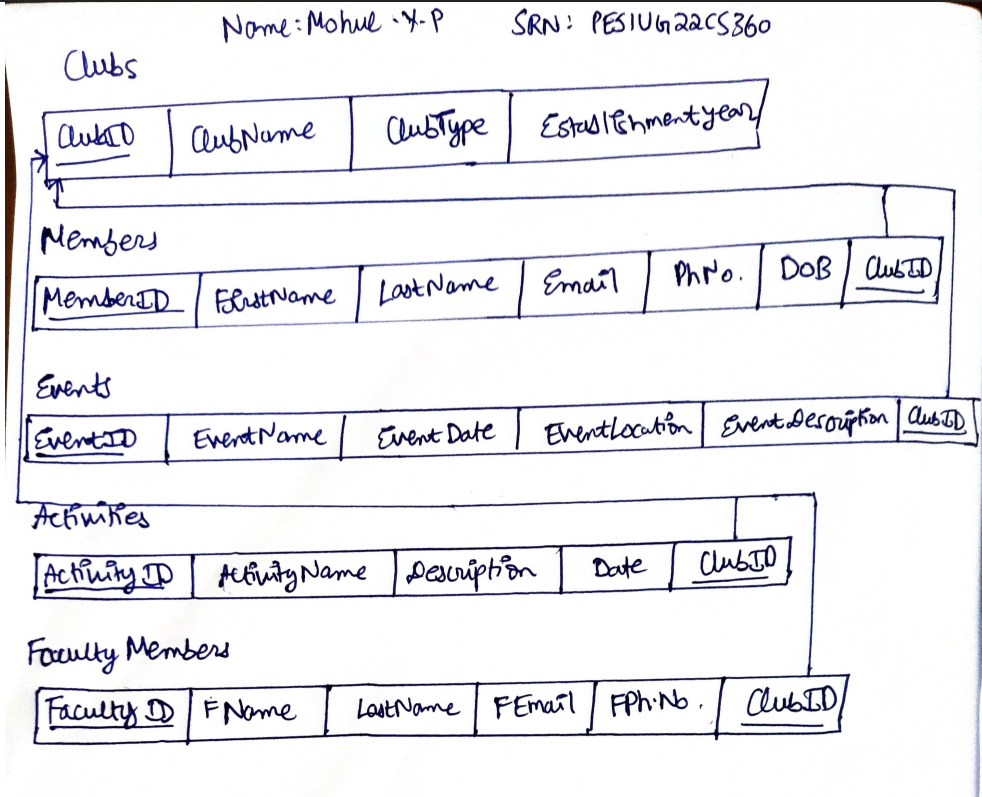 Name: Mohul .Y.P SRN: PES1UG22CS360
Clubs
ClubID ClubName ClubType Establishmentyear
Members
MemberID FirstName LastName Email PhNo. DOB ClubID
Events
EventID EventName EventDate EventLocation EventDescription ClubID
Activities
Activity ID ActivityName Description Date ClubID
Faculty Members
Faculty ID FName LastName FEmail FPh.No. ClubID